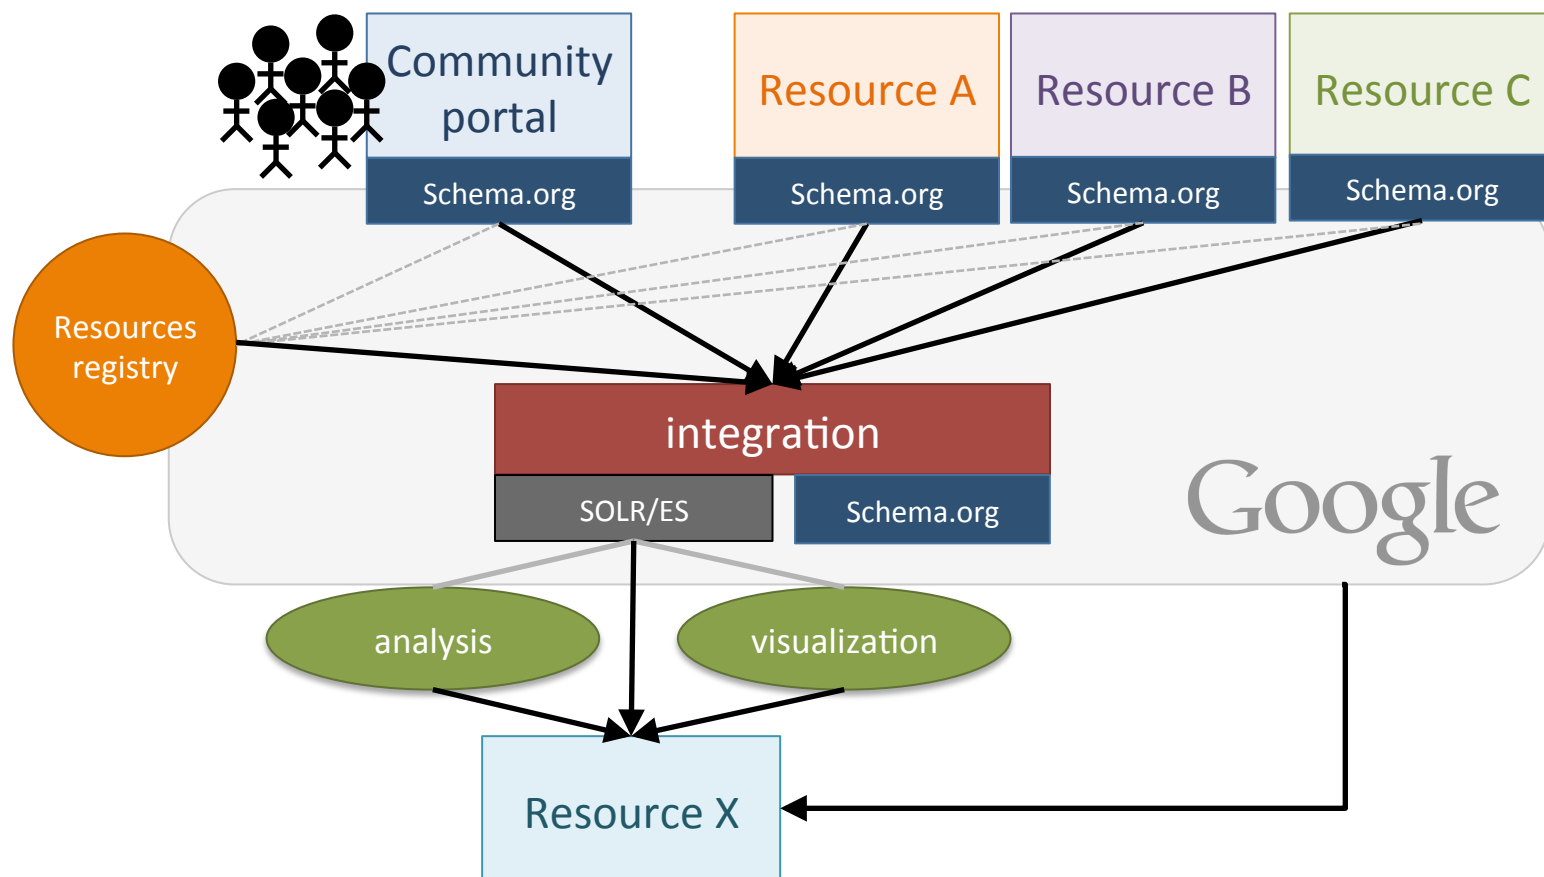 Community
portal
Resource A
Resource B
Resource C
Schema.org
Schema.org
Schema.org
Schema.org
Resources
registry
integration
SOLR/ES
Schema.org
Google
analysis
visualization
Resource X